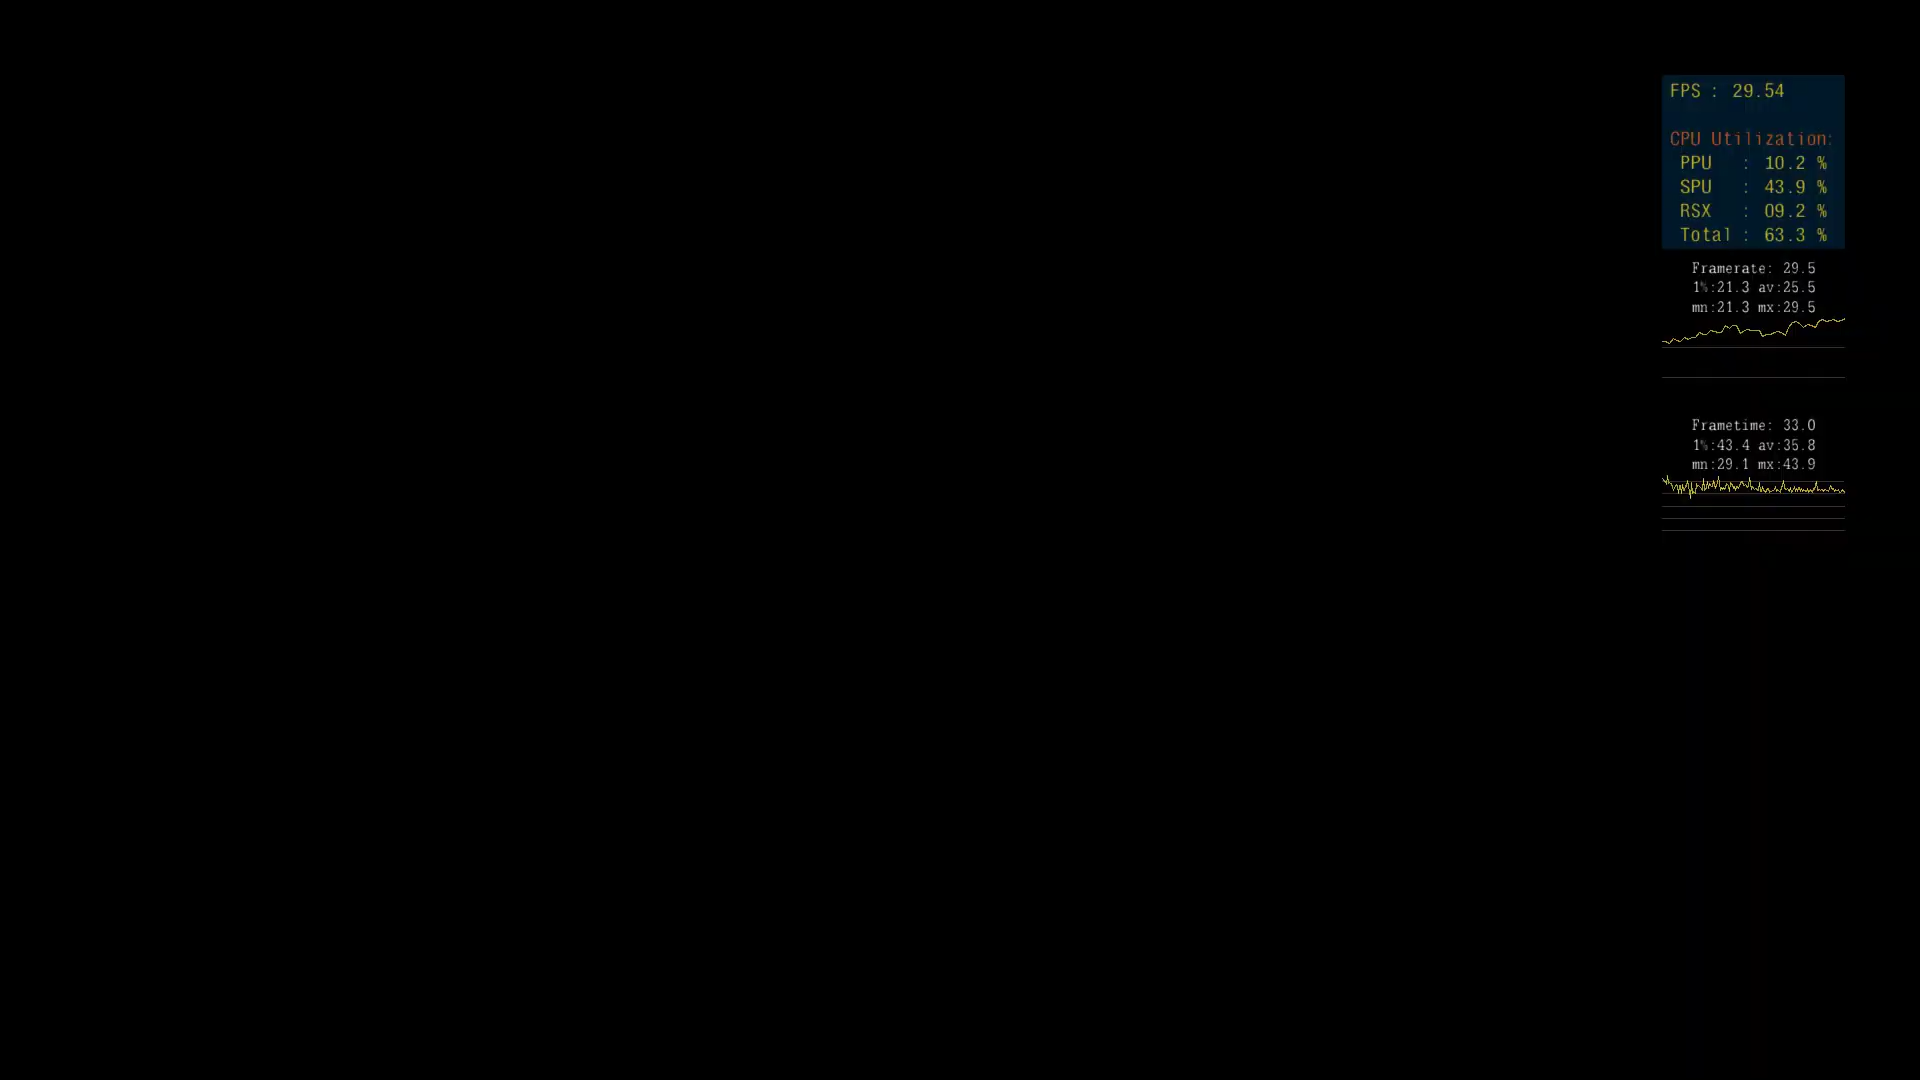 FPS : 29.54
CPU Utilization:
PPU : 10.2 %
SPU : 43.9 %
RSX : 09.2 %
Total : 63.3 %
Framerate: 29.5
1%:21.3 av:25.5
mn:21.3 mx:29.5
Frametime: 33.0
1%:43.4 av:35.8
mn:29.1 mx:43.9